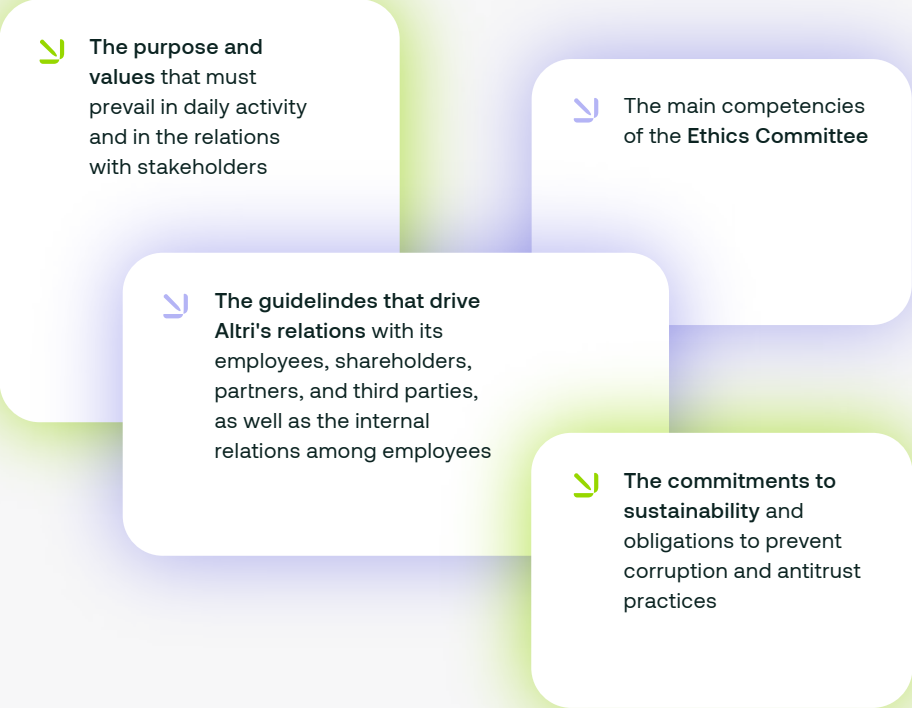 The purpose and
values that must
prevail in daily activity
and in the relations
with stakeholders
The main competencies
of the Ethics Committee
The guidelindes that drive
Altri's relations with its
employees, shareholders,
partners, and third parties,
as well as the internal
relations among employees
The commitments to
sustainability and
obligations to prevent
corruption and antitrust
practices